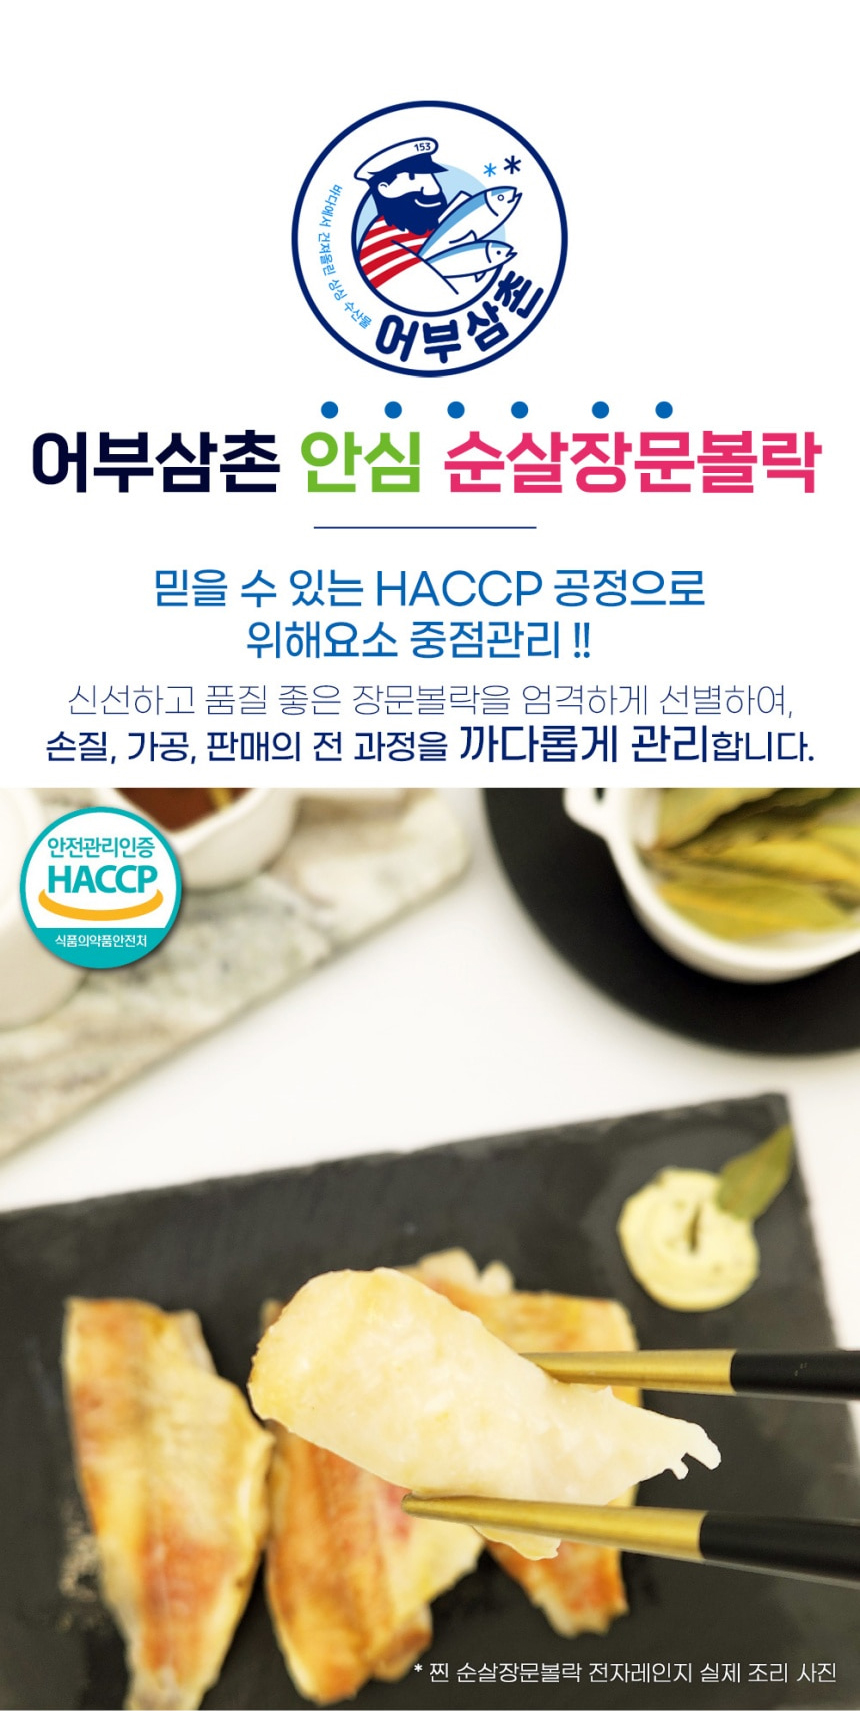 153
바다에서 건져올린 싱싱 수산물
어부삼촌
어부삼촌 안심 순살장문볼락
믿을 수 있는 HACCP 공정으로
위해요소 중점관리 !!
신선하고 품질 좋은 장문볼락을 엄격하게 선별하여,
손질, 가공, 판매의 전 과정을 까다롭게 관리합니다.
안전관리인증
HACCP
식품의약품안전처
* 찐 순살장문볼락 전자레인지 실제 조리 사진